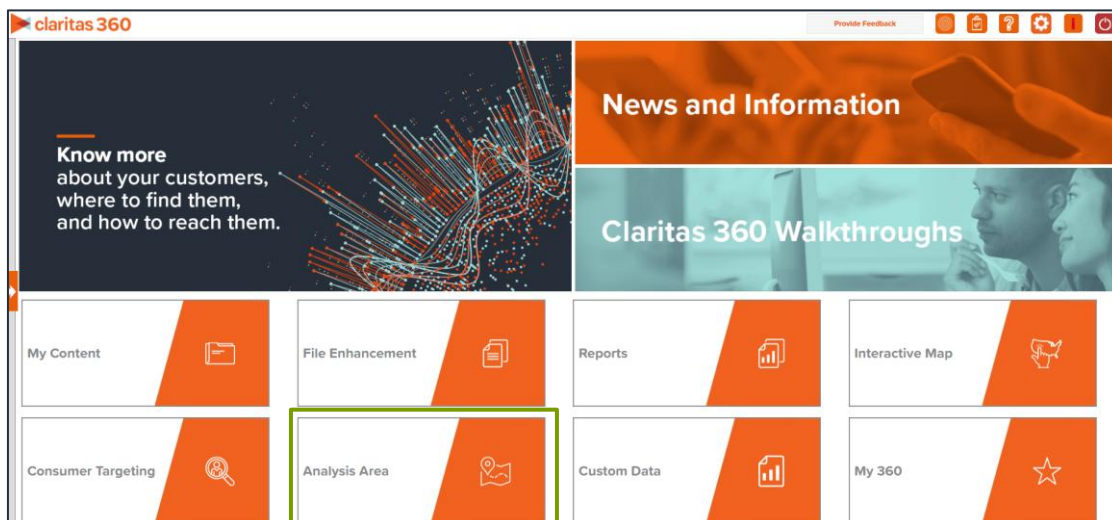 claritas 360
Provide Feedback
Know more
about your customers,
where to find them,
and how to reach them.
News and Information
Claritas 360 Walkthroughs
My Content
File Enhancement
Reports
Interactive Map
Consumer Targeting
Analysis Area
Custom Data
My 360